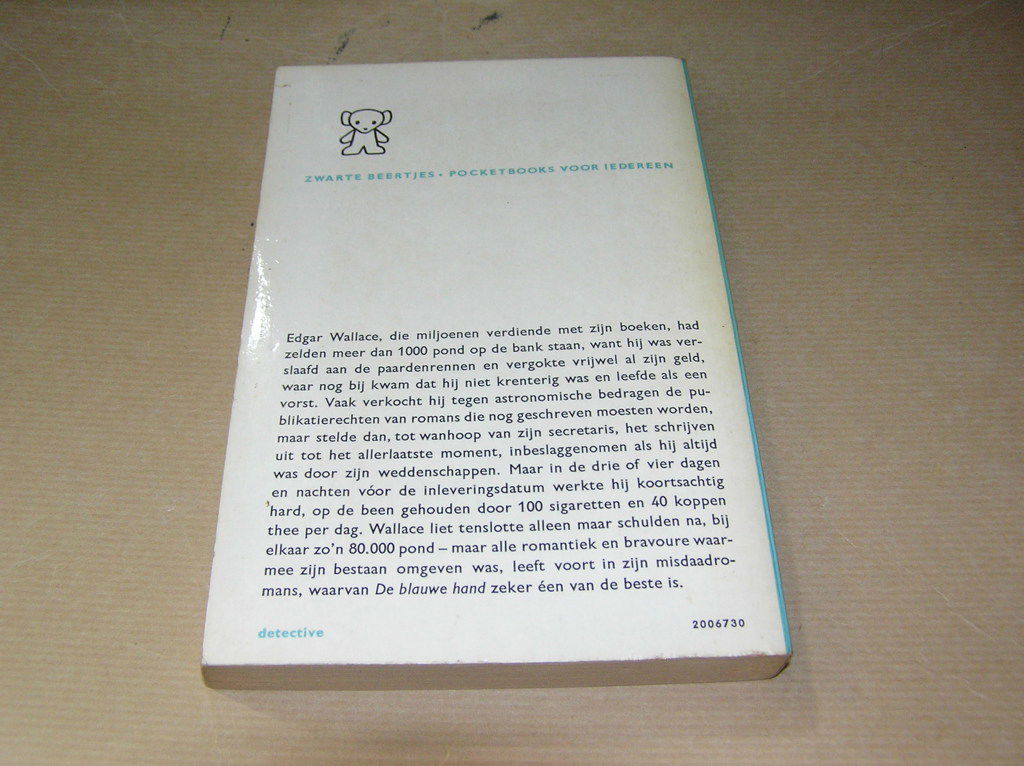 ZWARTE BEERTJES • POCKETBOOKS VOOR IEDEREEN
Edgar Wallace, die miljoenen verdiende met zijn boeken, had
zelden meer dan 1000 pond op de bank staan, want hij was ver-
slaafd aan de paardenrennen en vergokte vrijwel al zijn geld,
waar nog bij kwam dat hij niet krenterig was en leefde als een
vorst. Vaak verkocht hij tegen astronomische bedragen de pu-
blikatierechten van romans die nog geschreven moesten worden,
maar stelde dan, tot wanhoop van zijn secretaris, het schrijven
uit tot het allerlaatste moment, inbeslaggenomen als hij altijd
was door zijn weddenschappen. Maar in de drie of vier dagen
en nachten vóor de inleveringsdatum werkte hij koortsachtig
hard, op de been gehouden door 100 sigaretten en 40 koppen
thee per dag. Wallace liet tenslotte alleen maar schulden na, bij
elkaar zo'n 80.000 pond – maar alle romantiek en bravoure waar-
mee zijn bestaan omgeven was, leeft voort in zijn misdaadro-
mans, waarvan De blauwe hand zeker éen van de beste is.
detective
2006730